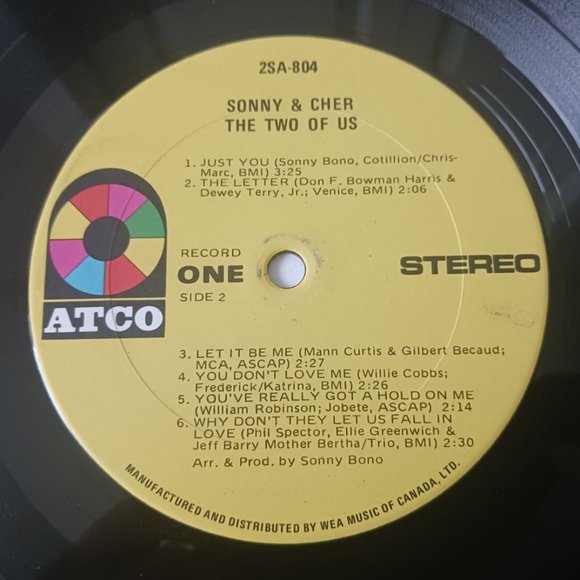 2SA-804
SONNY & CHER
THE TWO OF US
1. JUST YOU (Sonny Bono, Cotillion/Chris-
Marc, BMI) 3:25
2. THE LETTER (Don F. Bowman Harris &
Dewey Terry, Jr.; Venice, BMI) 2:06
RECORD
ONE
SIDE 2
STEREO
ATCO
3. LET IT BE ME (Mann Curtis & Gilbert Becaud;
MCA, ASCAP) 2:27
4. YOU DON'T LOVE ME (Willie Cobbs;
Frederick/Katrina, BMI) 2:26
5. YOU'VE REALLY GOT A HOLD ON ME
(William Robinson; Jobete, ASCAP) 2:14
6. WHY DON'T THEY LET US FALL IN
LOVE (Phil Spector, Ellie Greenwich &
Jeff Barry Mother Bertha/Trio, BMI) 2:30
Arr. & Prod. by Sonny Bono
MANUFACTURED AND DISTRIBUTED BY WEA MUSIC OF CANADA, LTD.